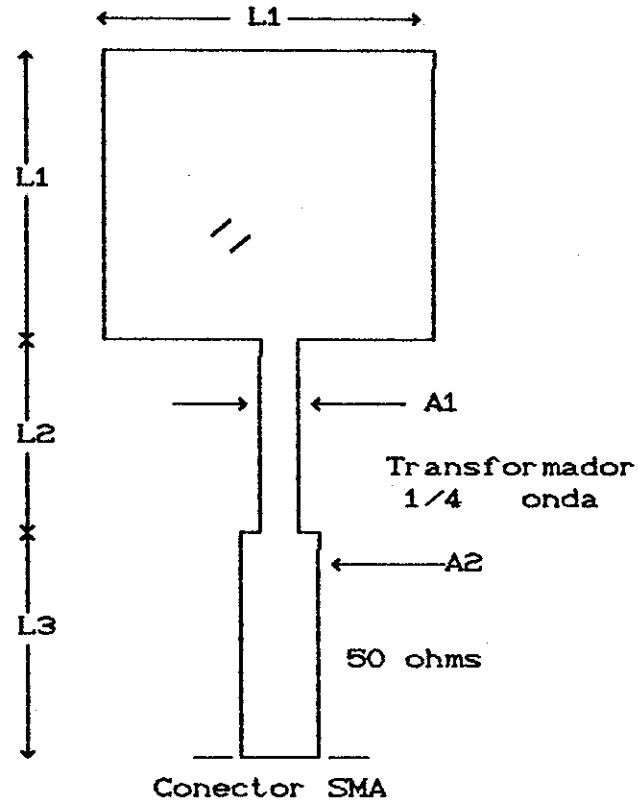 L1
L1
A1
L2
Transformador
1/4 onda
A2
L3
50 ohms
Conector SMA